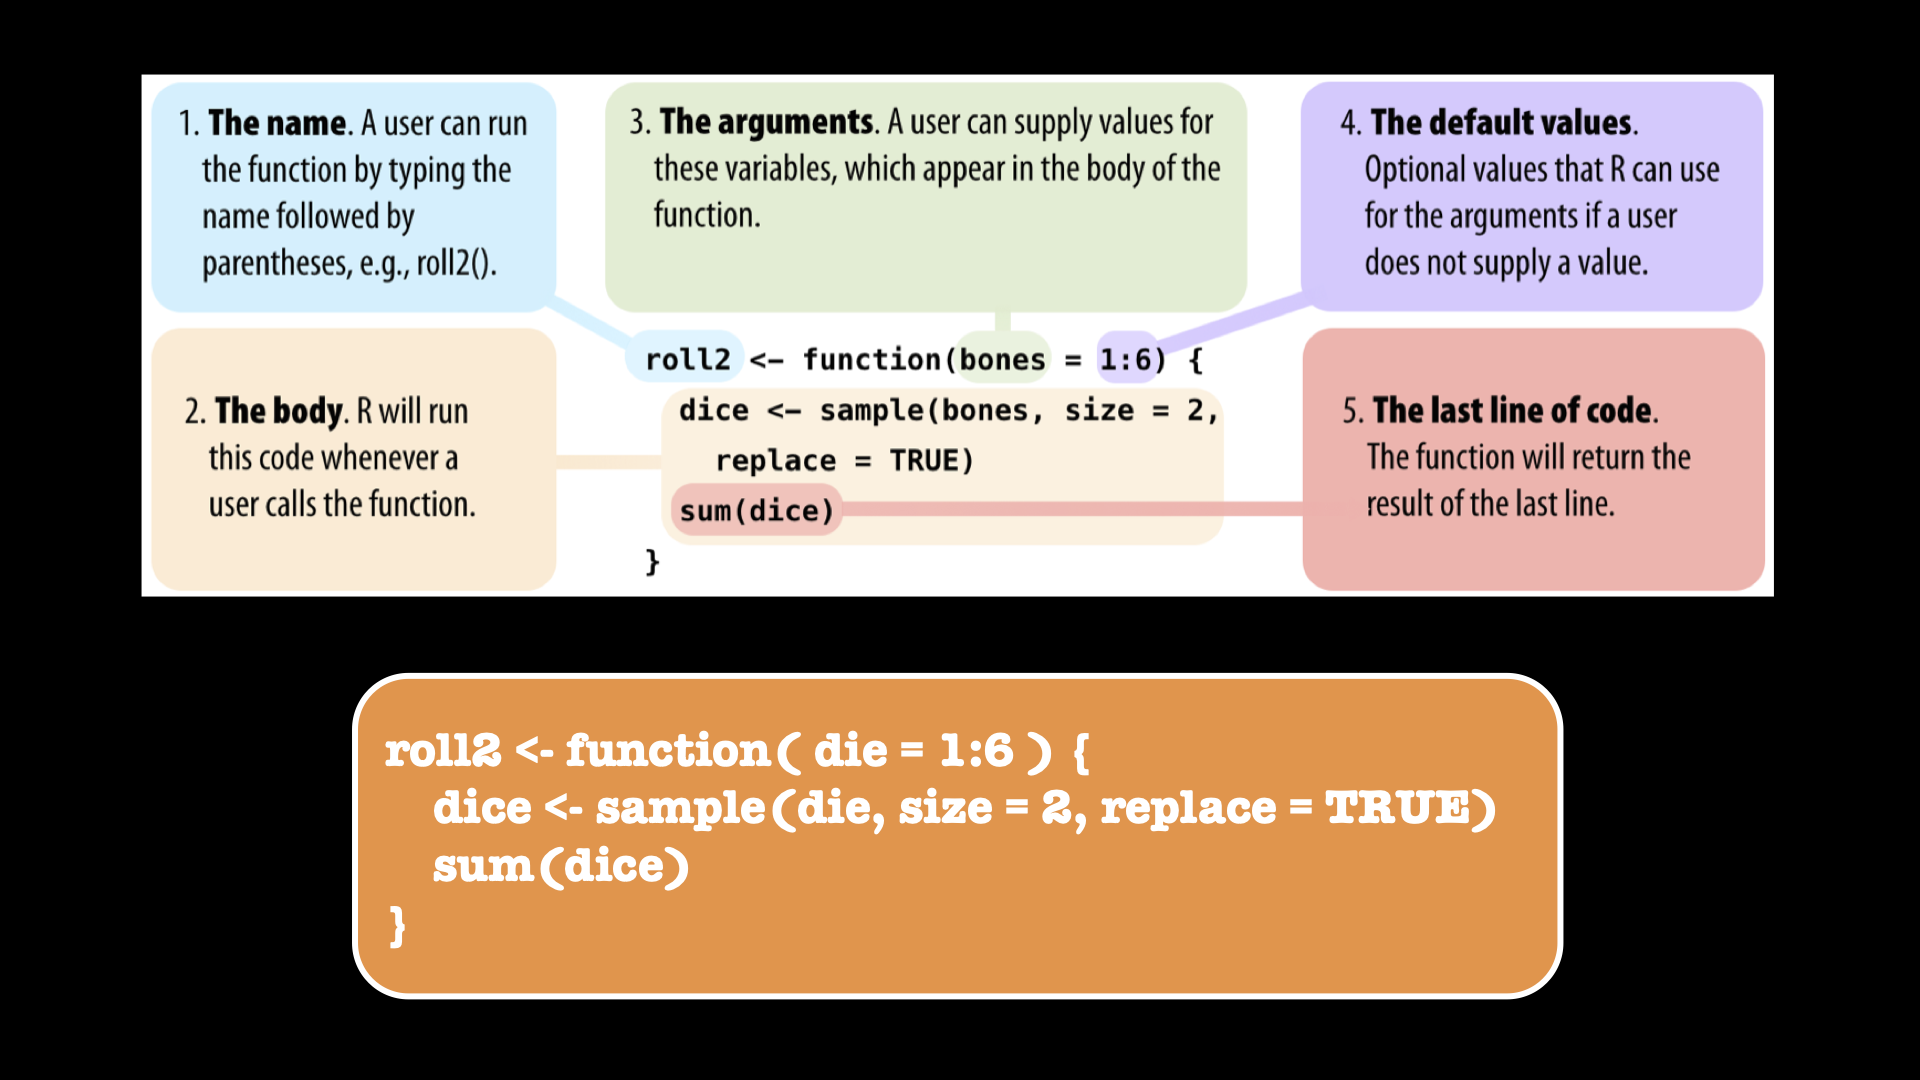 1. The name. A user can run
the function by typing the
name followed by
parentheses, e.g., roll2().
2. The body. R will run
this code whenever a
user calls the function.
3. The arguments. A user can supply values for
these variables, which appear in the body of the
function.
4. The default values.
Optional values that R can use
for the arguments if a user
does not supply a value.
5. The last line of code.
The function will return the
result of the last line.
roll2 <- function(bones = 1:6) {
dice <- sample(bones, size = 2,
replace = TRUE)
sum(dice)
}
roll2 <- function( die = 1:6 ) {
dice <- sample(die, size = 2, replace = TRUE)
sum(dice)
}